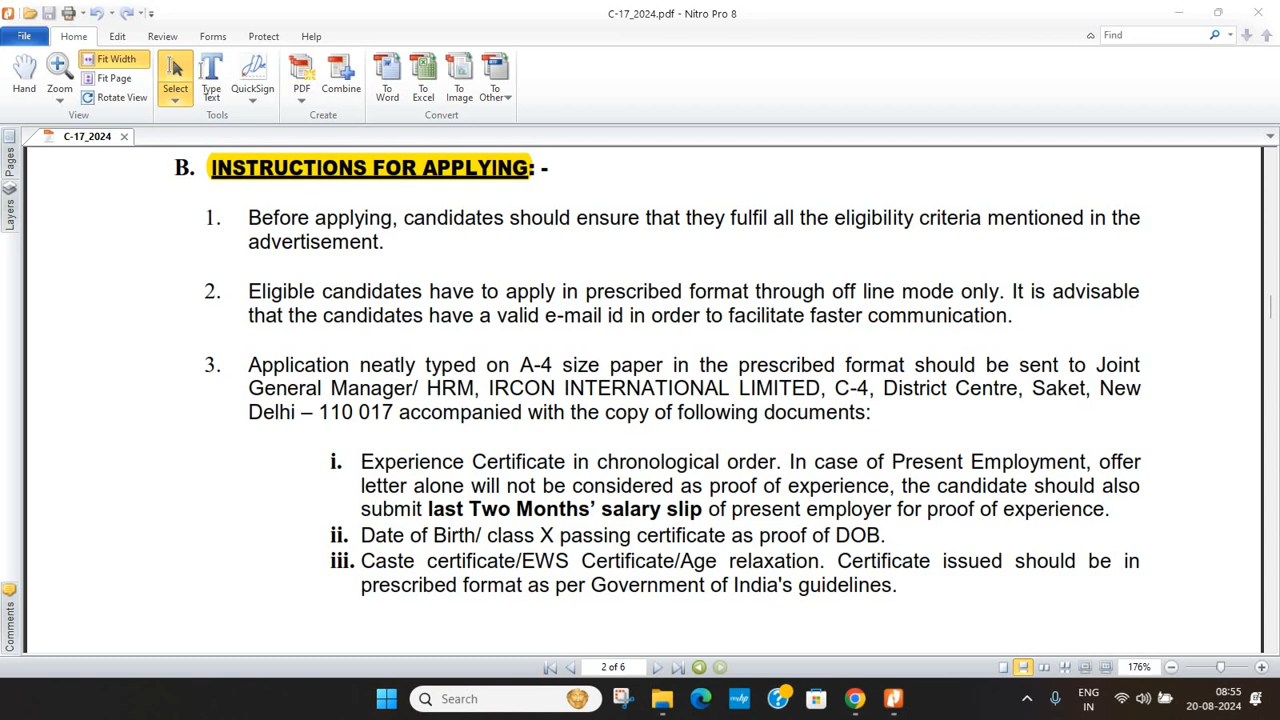 C-17_2024.pdf - Nitro Pro 8
File Home Edit Review Forms Protect Help Find
Hand Zoom Fit Width Fit Page Rotate View Select Type Text QuickSign PDF Combine To Word To Excel To Image To Other
View Tools Create Convert
C-17_2024
Pages
Layers
Comments
B. INSTRUCTIONS FOR APPLYING: -
1. Before applying, candidates should ensure that they fulfil all the eligibility criteria mentioned in the
advertisement.
2. Eligible candidates have to apply in prescribed format through off line mode only. It is advisable
that the candidates have a valid e-mail id in order to facilitate faster communication.
3. Application neatly typed on A-4 size paper in the prescribed format should be sent to Joint
General Manager/ HRM, IRCON INTERNATIONAL LIMITED, C-4, District Centre, Saket, New
Delhi – 110 017 accompanied with the copy of following documents:
i. Experience Certificate in chronological order. In case of Present Employment, offer
letter alone will not be considered as proof of experience, the candidate should also
submit last Two Months’ salary slip of present employer for proof of experience.
ii. Date of Birth/ class X passing certificate as proof of DOB.
iii. Caste certificate/EWS Certificate/Age relaxation. Certificate issued should be in
prescribed format as per Government of India's guidelines.
2 of 6 176%
Search ENG IN 08:55 20-08-2024